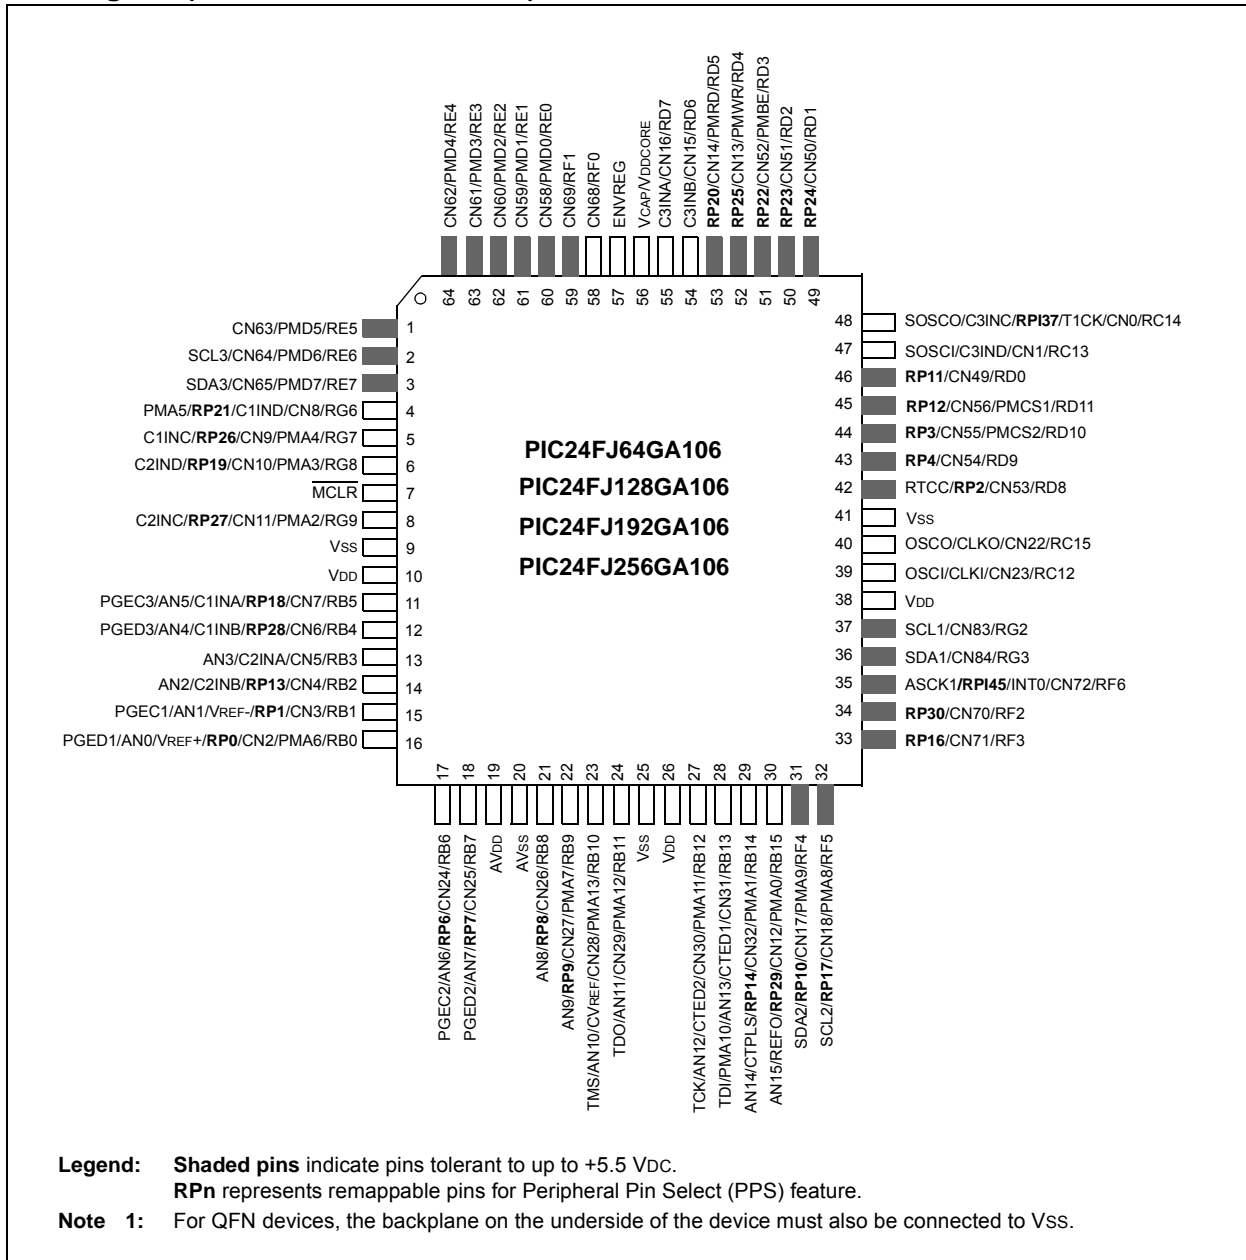 CN62/PMD4/RE4
CN61/PMD3/RE3
CN60/PMD2/RE2
CN59/PMD1/RE1
CN58/PMD0/RE0
CN69/RF1
CN68/RF0
ENVREG
VCAP/VDDCORE
C3INA/CN16/RD7
C3INB/CN15/RD6
RP20/CN14/PMRD/RD5
RP25/CN13/PMWR/RD4
RP22/CN52/PMBE/RD3
RP23/CN51/RD2
RP24/CN50/RD1
64 63 62 61 60 59 58 57 56 55 54 53 52 51 50 49
CN63/PMD5/RE5 1
SCL3/CN64/PMD6/RE6 2
SDA3/CN65/PMD7/RE7 3
PMA5/RP21/C1IND/CN8/RG6 4
C1INC/RP26/CN9/PMA4/RG7 5
C2IND/RP19/CN10/PMA3/RG8 6
MCLR 7
C2INC/RP27/CN11/PMA2/RG9 8
VSS 9
VDD 10
PGEC3/AN5/C1INA/RP18/CN7/RB5 11
PGED3/AN4/C1INB/RP28/CN6/RB4 12
AN3/C2INA/CN5/RB3 13
AN2/C2INB/RP13/CN4/RB2 14
PGEC1/AN1/VREF-/RP1/CN3/RB1 15
PGED1/AN0/VREF+/RP0/CN2/PMA6/RB0 16
PIC24FJ64GA106
PIC24FJ128GA106
PIC24FJ192GA106
PIC24FJ256GA106
48 SOSCO/C3INC/RPI37/T1CK/CN0/RC14
47 SOSCI/C3IND/CN1/RC13
46 RP11/CN49/RD0
45 RP12/CN56/PMCS1/RD11
44 RP3/CN55/PMCS2/RD10
43 RP4/CN54/RD9
42 RTCC/RP2/CN53/RD8
41 VSS
40 OSCO/CLKO/CN22/RC15
39 OSCI/CLKI/CN23/RC12
38 VDD
37 SCL1/CN83/RG2
36 SDA1/CN84/RG3
35 ASCK1/RPI45/INT0/CN72/RF6
34 RP30/CN70/RF2
33 RP16/CN71/RF3
17 18 19 20 21 22 23 24 25 26 27 28 29 30 31 32
PGEC2/AN6/RP6/CN24/RB6
PGED2/AN7/RP7/CN25/RB7
AVDD
AVSS
AN8/RP8/CN26/RB8
AN9/RP9/CN27/PMA7/RB9
TMS/AN10/CVREF/CN28/PMA13/RB10
TDO/AN11/CN29/PMA12/RB11
VSS
VDD
TCK/AN12/CTED2/CN30/PMA11/RB12
TDI/PMA10/AN13/CTED1/CN31/RB13
AN14/CTPLS/RP14/CN32/PMA1/RB14
AN15/REFO/RP29/CN12/PMA0/RB15
SDA2/RP10/CN17/PMA9/RF4
SCL2/RP17/CN18/PMA8/RF5
Legend: Shaded pins indicate pins tolerant to up to +5.5 VDC.
RPn represents remappable pins for Peripheral Pin Select (PPS) feature.
Note 1: For QFN devices, the backplane on the underside of the device must also be connected to VSS.